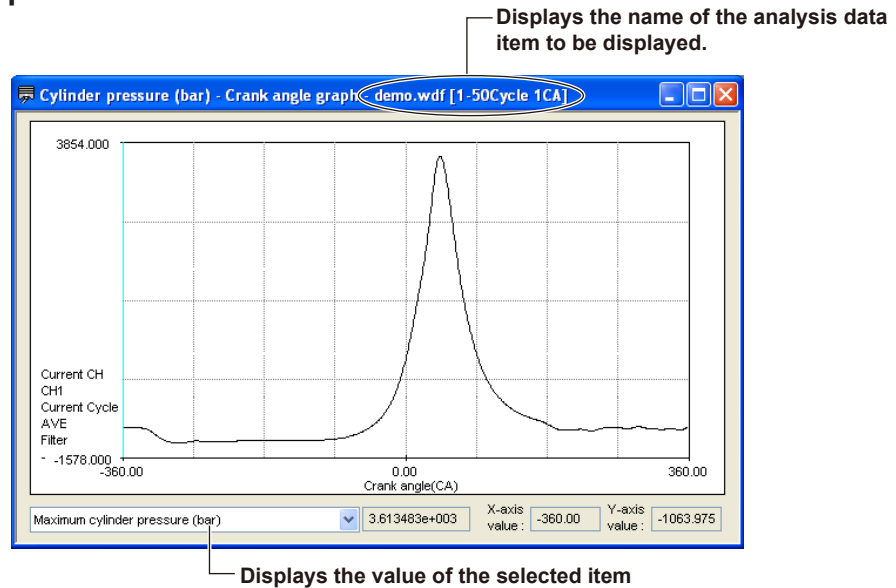 Displays the name of the analysis data
item to be displayed.
Cylinder pressure (bar) - Crank angle graph - demo.wdf [1-50Cycle 1CA]
3854.000
Current CH
CH1
Current Cycle
AVE
Filter
- -1578.000
-360.00 0.00 360.00
Crank angle(CA)
Maximum cylinder pressure (bar) 3.613483e+003 X-axis value : -360.00 Y-axis value : -1063.975
Displays the value of the selected item